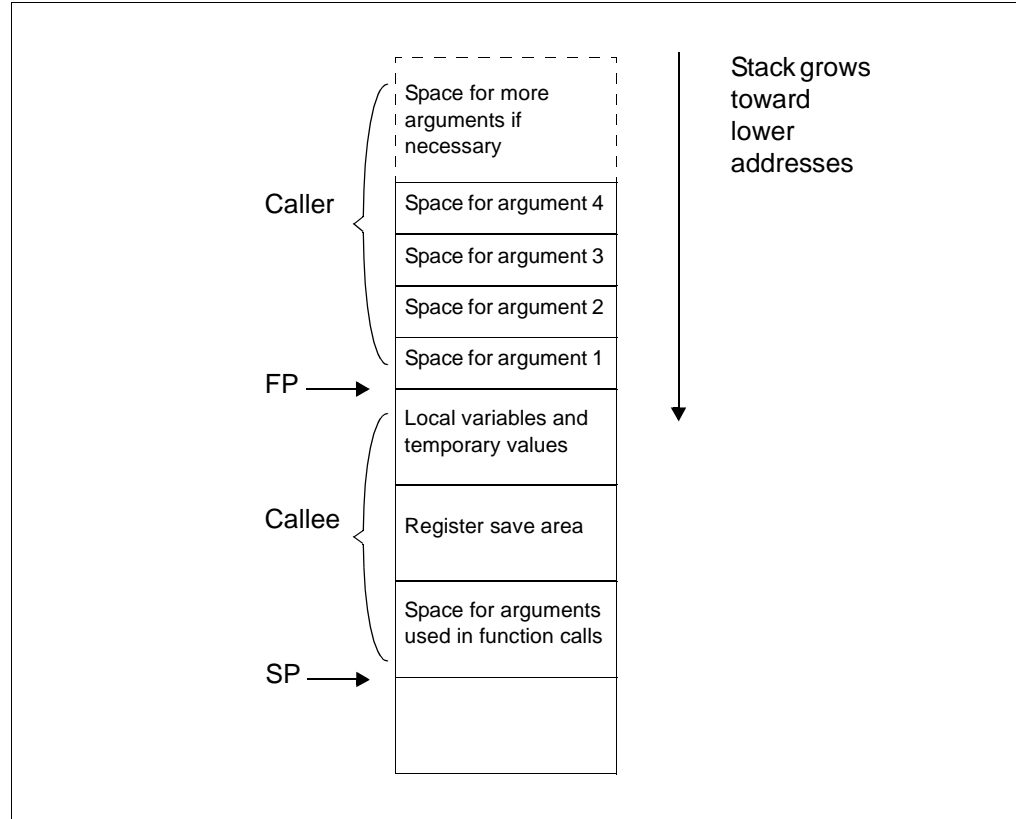 Space for more
arguments if
necessary
Stack grows
toward
lower
addresses
Caller
Space for argument 4
Space for argument 3
Space for argument 2
Space for argument 1
FP
Local variables and
temporary values
Callee
Register save area
Space for arguments
used in function calls
SP